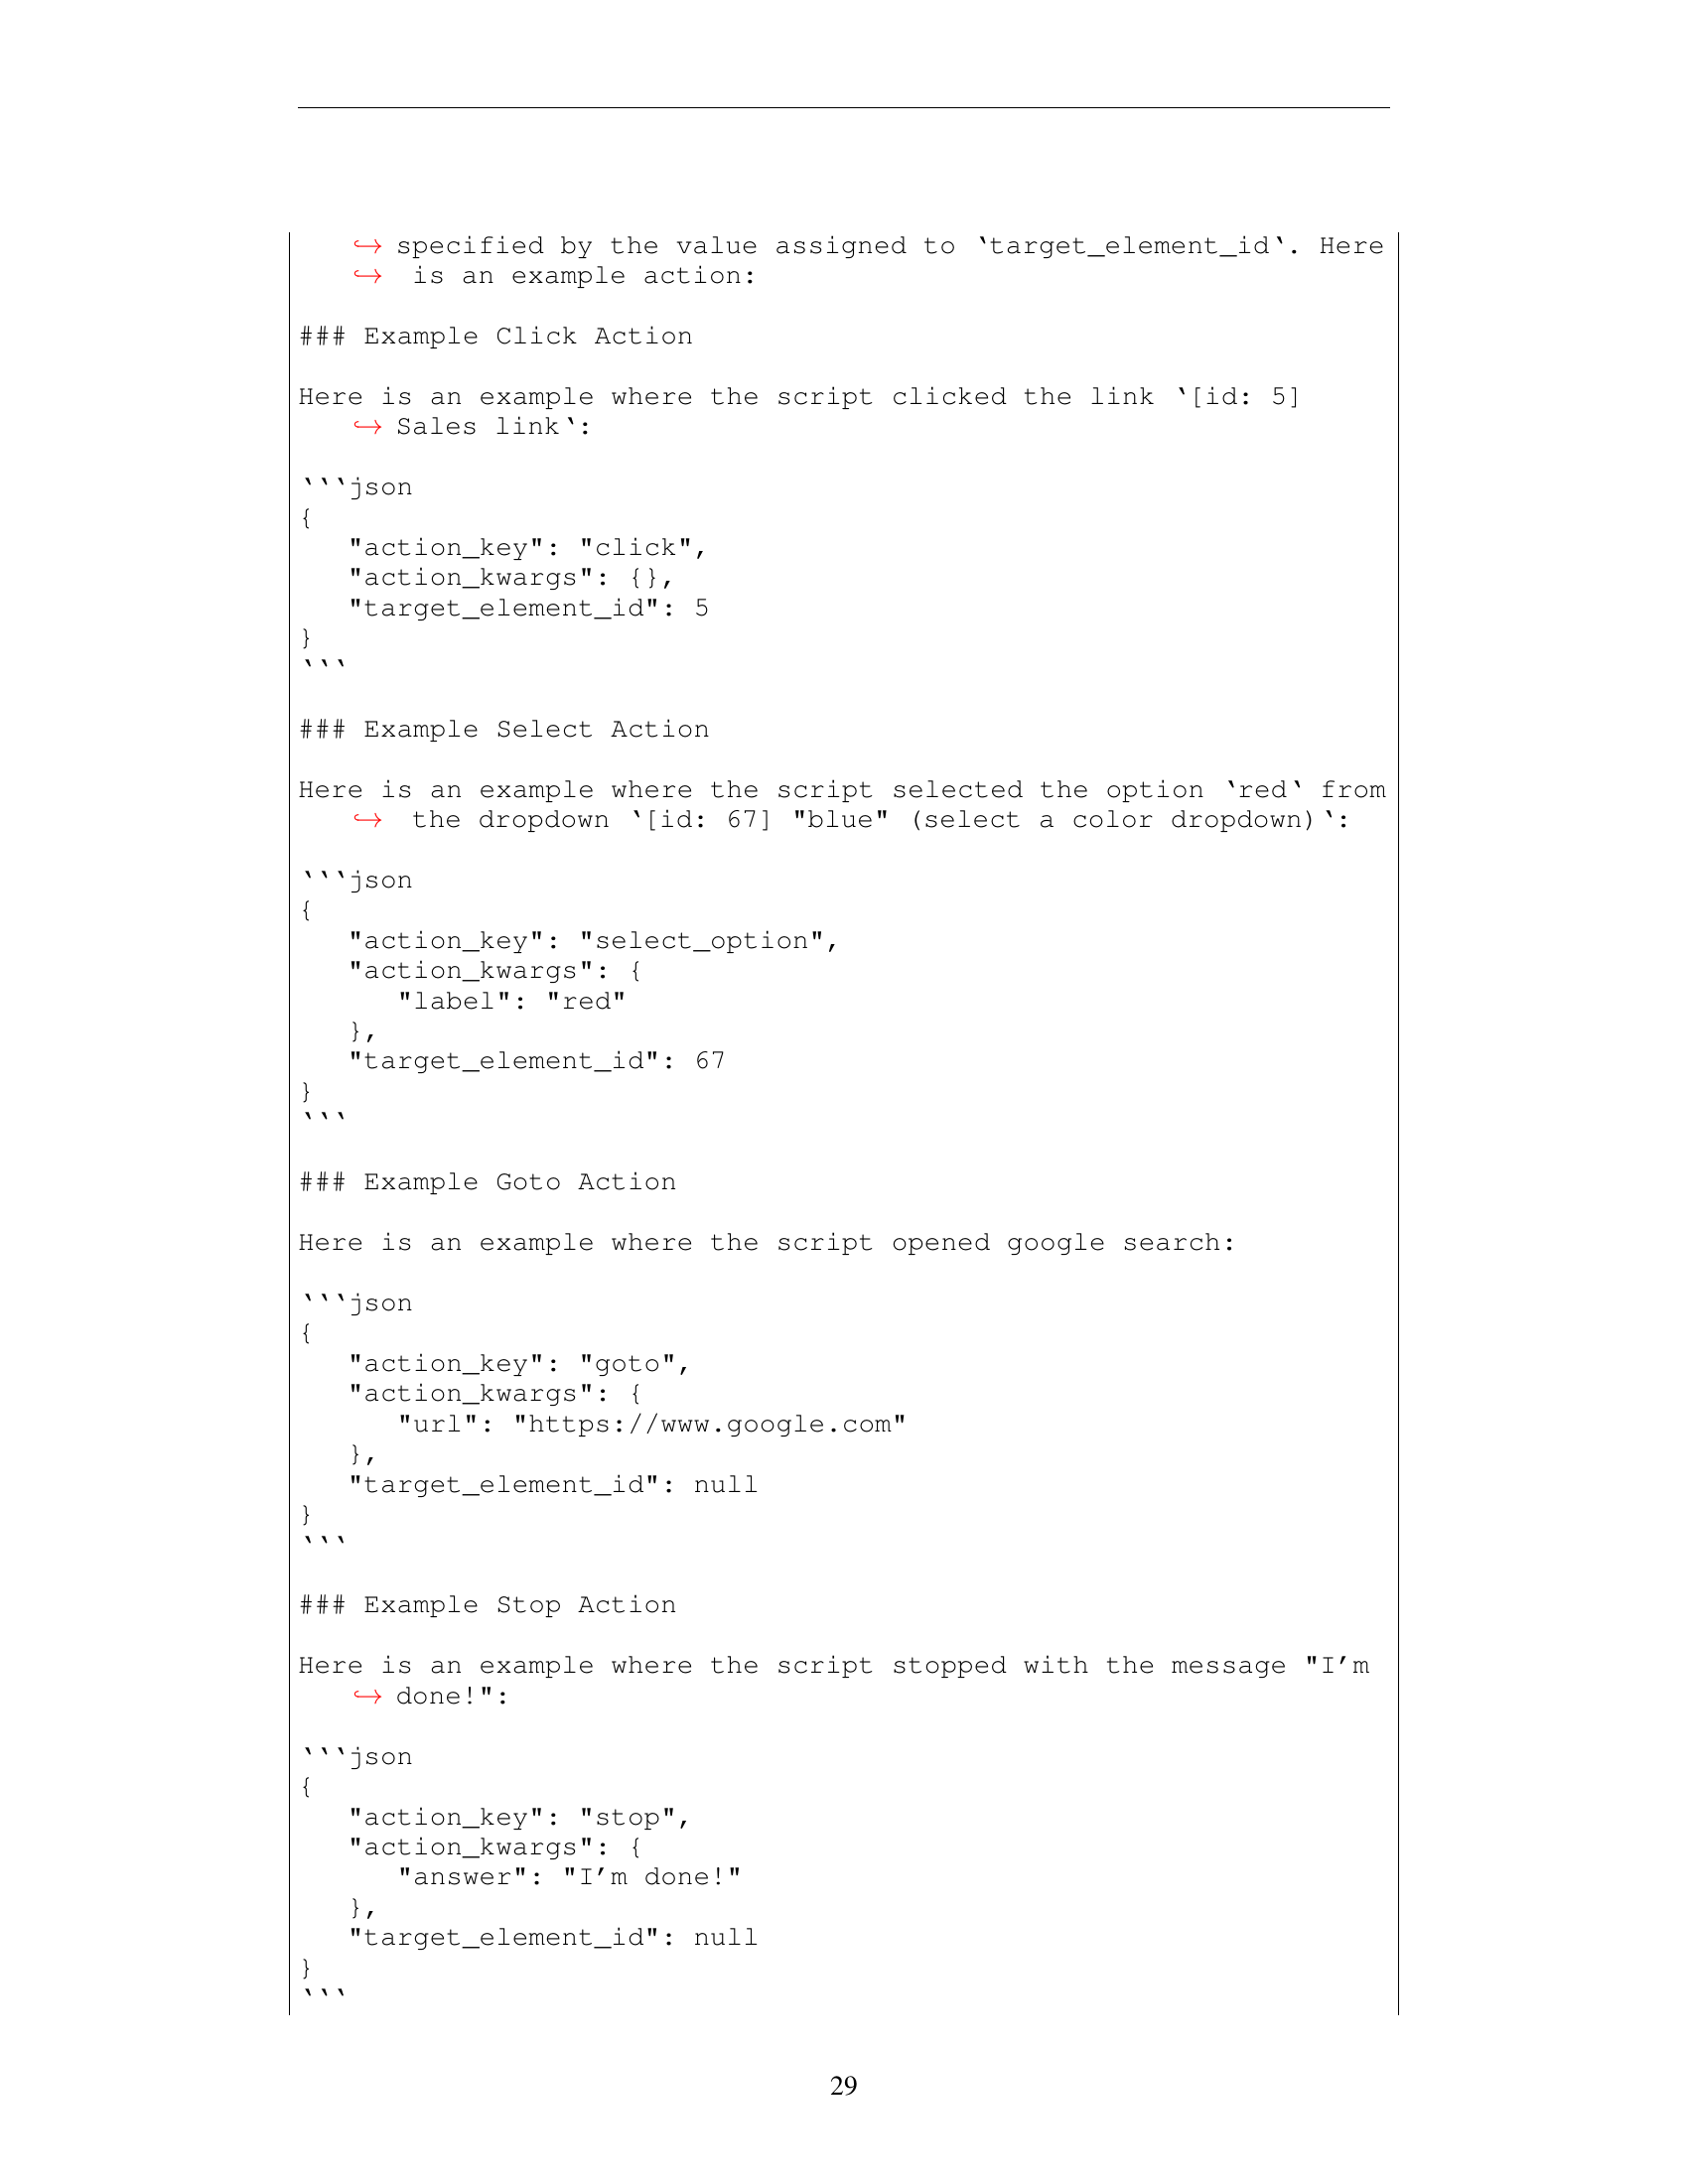 ↪ specified by the value assigned to ‘target_element_id‘. Here
↪ is an example action:
### Example Click Action
Here is an example where the script clicked the link ‘[id: 5]
↪ Sales link‘:
‘‘‘json
{
"action_key": "click",
"action_kwargs": {},
"target_element_id": 5
}
‘‘‘
### Example Select Action
Here is an example where the script selected the option ‘red‘ from
↪ the dropdown ‘[id: 67] "blue" (select a color dropdown)‘:
‘‘‘json
{
"action_key": "select_option",
"action_kwargs": {
"label": "red"
},
"target_element_id": 67
}
‘‘‘
### Example Goto Action
Here is an example where the script opened google search:
‘‘‘json
{
"action_key": "goto",
"action_kwargs": {
"url": "https://www.google.com"
},
"target_element_id": null
}
‘‘‘
### Example Stop Action
Here is an example where the script stopped with the message "I’m
↪ done!":
‘‘‘json
{
"action_key": "stop",
"action_kwargs": {
"answer": "I’m done!"
},
"target_element_id": null
}
‘‘‘
29